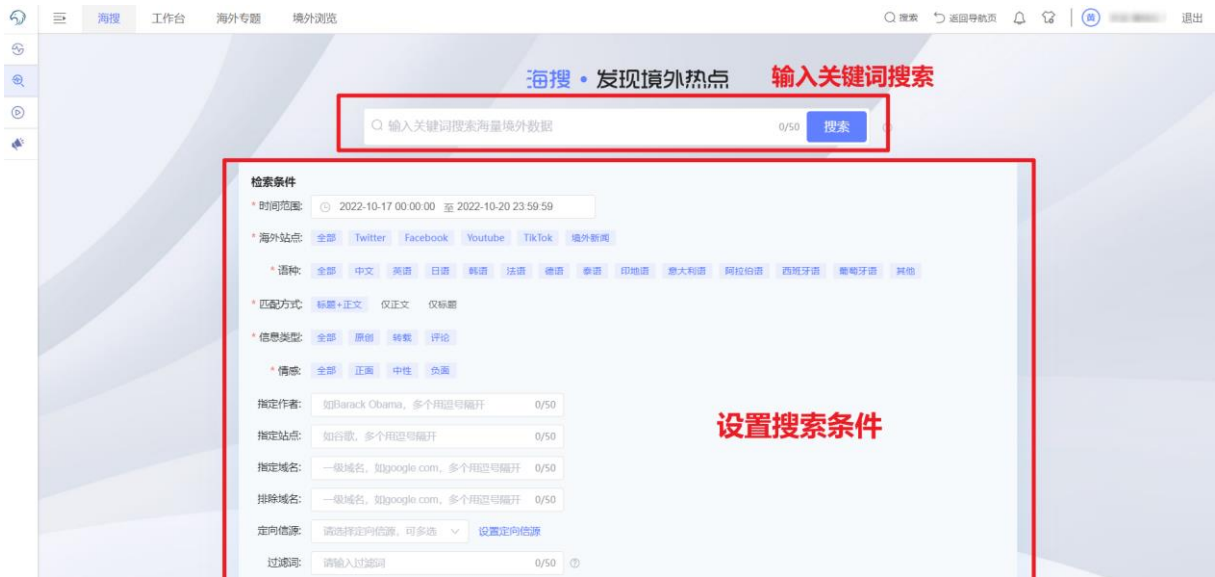 海搜 工作台 海外专题 境外浏览 搜索 返回导航页 退出
海搜·发现境外热点 输入关键词搜索
输入关键词搜索海量境外数据 0/50 搜索
检索条件
* 时间范围: 2022-10-17 00:00:00 至 2022-10-20 23:59:59
* 海外站点: 全部 Twitter Facebook Youtube TikTok 境外新闻
* 语种: 全部 中文 英语 日语 韩语 法语 德语 泰语 印地语 意大利语 阿拉伯语 西班牙语 葡萄牙语 其他
* 匹配方式: 标题+正文 仅正文 仅标题
* 信息类型: 全部 原创 转载 评论
* 情感: 全部 正面 中性 负面
指定作者: 如Barack Obama，多个用逗号隔开 0/50
设置搜索条件
指定站点: 如谷歌，多个用逗号隔开 0/50
指定域名: 一级域名，如google.com，多个用逗号隔开 0/50
排除域名: 一级域名，如google.com，多个用逗号隔开 0/50
定向信源: 请选择定向信源，可多选 设置定向信源
过滤词: 请输入过滤词 0/50